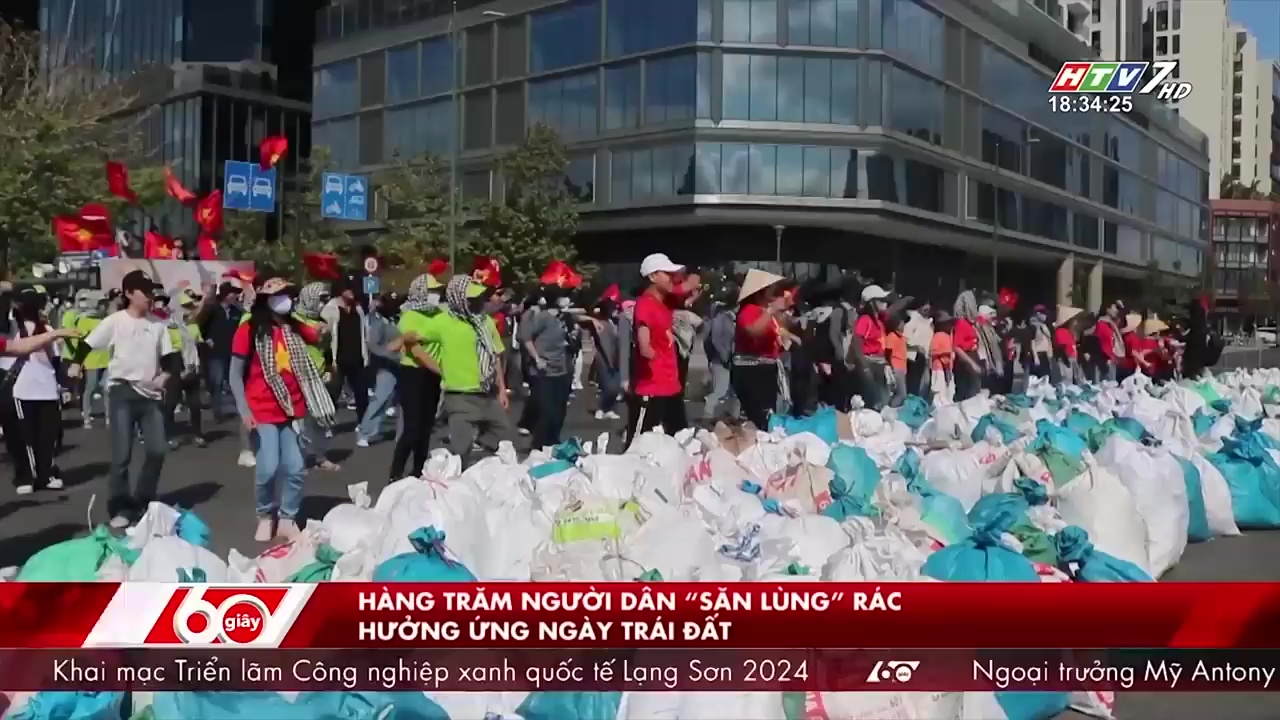 HTV7 HD
18:34:25
60 giây
HÀNG TRĂM NGƯỜI DÂN “SĂN LÙNG” RÁC
HƯỞNG ỨNG NGÀY TRÁI ĐẤT
Khai mạc Triển lãm Công nghiệp xanh quốc tế Lạng Sơn 2024
60giây
Ngoại trưởng Mỹ Antony